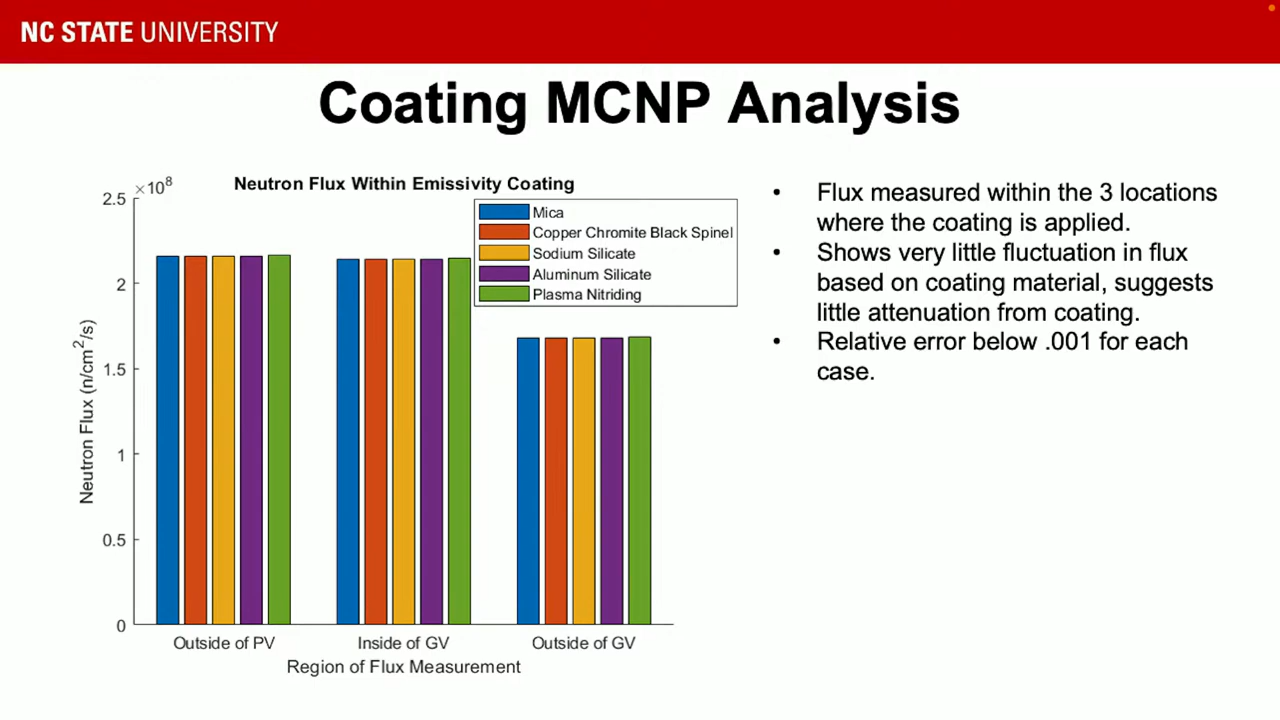 NC STATE UNIVERSITY
Coating MCNP Analysis
Neutron Flux Within Emissivity Coating
×10⁸
2.5
2
1.5
1
0.5
0
Neutron Flux (n/cm²/s)
Mica
Copper Chromite Black Spinel
Sodium Silicate
Aluminum Silicate
Plasma Nitriding
Outside of PV
Inside of GV
Outside of GV
Region of Flux Measurement
• Flux measured within the 3 locations
where the coating is applied.
• Shows very little fluctuation in flux
based on coating material, suggests
little attenuation from coating.
• Relative error below .001 for each
case.